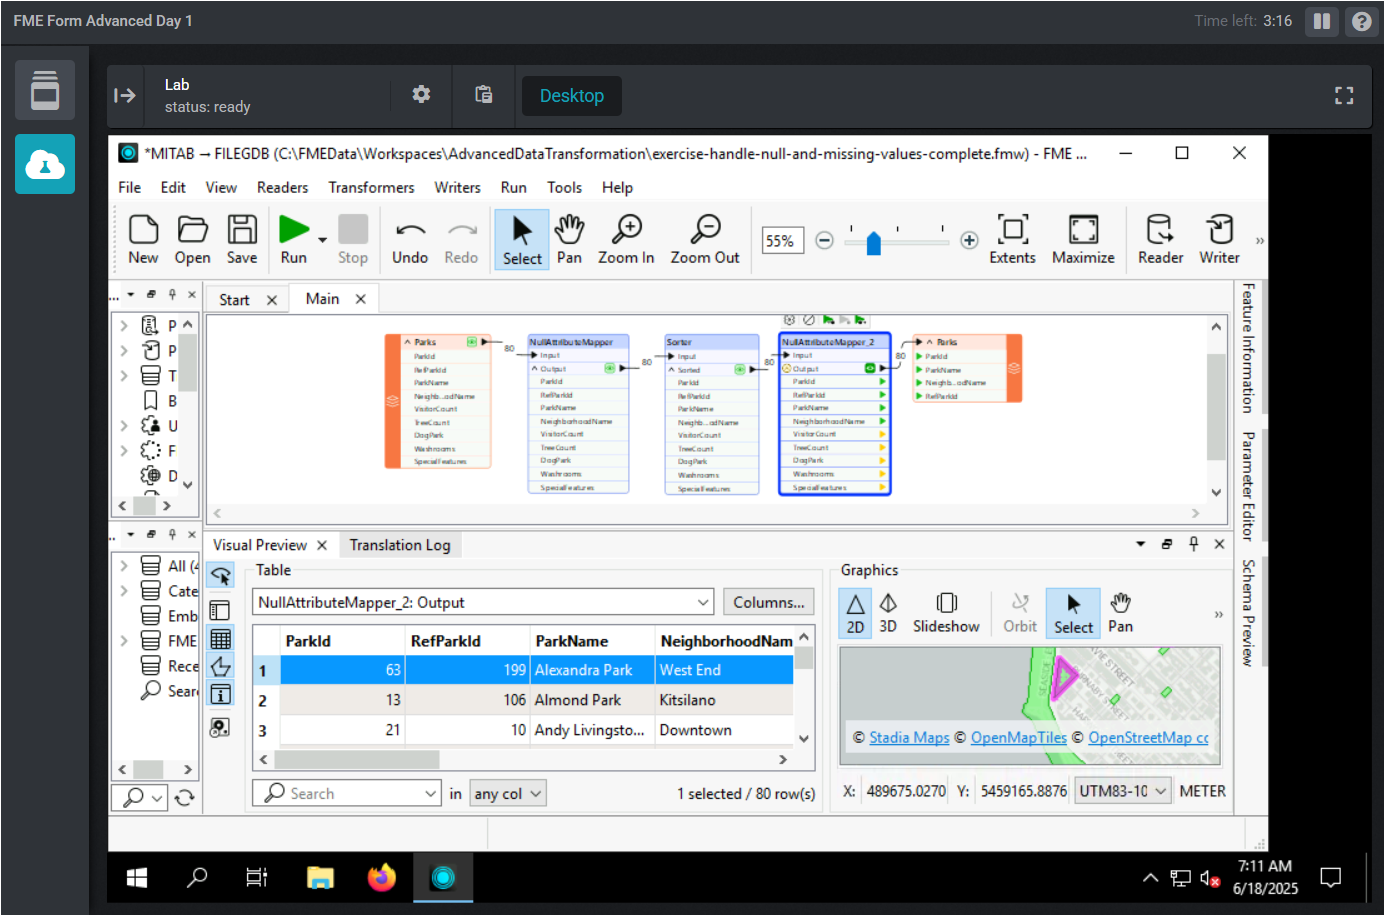 FME Form Advanced Day 1
Time left: 3:16
Lab
status: ready
Desktop
*MITAB → FILEGDB (C:\FMEData\Workspaces\AdvancedDataTransformation\exercise-handle-null-and-missing-values-complete.fmw) - FME ...
File Edit View Readers Transformers Writers Run Tools Help
New Open Save Run Stop Undo Redo Select Pan Zoom In Zoom Out 55% Extents Maximize Reader Writer »
...
Start Main
P
P
T
B
U
F
D
Parks
ParkId
RefParkId
ParkName
Neighb...odName
VisitorCount
TreeCount
DogPark
Washrooms
SpecialFeatures
80
NullAttributeMapper
Input
Output
ParkId
RefParkId
ParkName
NeighborhoodName
VisitorCount
TreeCount
DogPark
Washrooms
SpecialFeatures
80
Sorter
Input
Sorted
ParkId
RefParkId
ParkName
Neighb...odName
VisitorCount
TreeCount
DogPark
Washrooms
SpecialFeatures
80
NullAttributeMapper_2
Input
Output
ParkId
RefParkId
ParkName
NeighborhoodName
VisitorCount
TreeCount
DogPark
Washrooms
SpecialFeatures
80
Parks
ParkId
ParkName
Neighb...odName
RefParkId
Feature Information
Parameter Editor
Schema Preview
All (4
Cate
Emb
FME
Rece
Sear
Visual Preview Translation Log
Table
NullAttributeMapper_2: Output
Columns...
ParkId RefParkId ParkName NeighborhoodNam
1 63 199 Alexandra Park West End
2 13 106 Almond Park Kitsilano
3 21 10 Andy Livingsto... Downtown
Search in any col 1 selected / 80 row(s)
Graphics
2D 3D Slideshow Orbit Select Pan »
© Stadia Maps © OpenMapTiles © OpenStreetMap cc
X: 489675.0270 Y: 5459165.8876 UTM83-10 METER
7:11 AM
6/18/2025